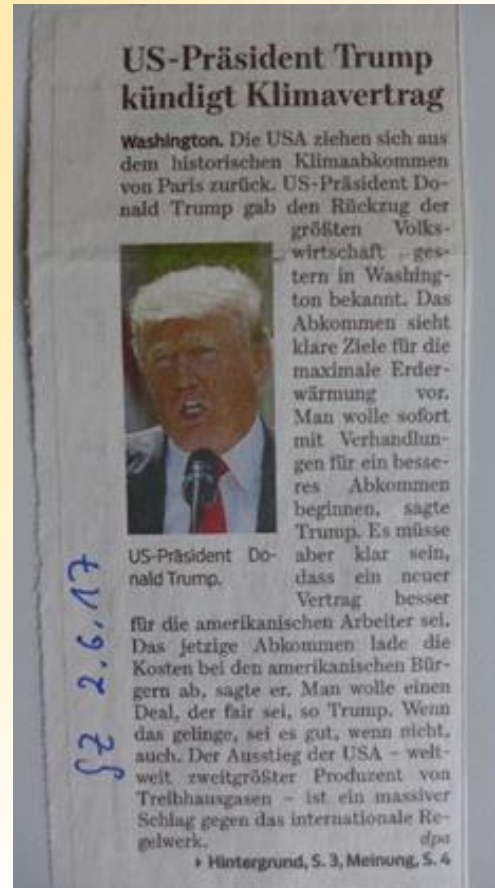 US-Präsident Trump
kündigt Klimavertrag
Washington. Die USA ziehen sich aus
dem historischen Klimaabkommen
von Paris zurück. US-Präsident Do-
nald Trump gab den Rückzug der
größten Volks-
wirtschaft ges-
tern in Washing-
ton bekannt. Das
Abkommen sieht
klare Ziele für die
maximale Erder-
wärmung vor.
Man wolle sofort
mit Verhandlun-
gen für ein besse-
res Abkommen
beginnen, sagte
Trump. Es müsse
aber klar sein,
dass ein neuer
Vertrag besser
für die amerikanischen Arbeiter sei.
Das jetzige Abkommen lade die
Kosten bei den amerikanischen Bür-
gern ab, sagte er. Man wolle einen
Deal, der fair sei, so Trump. Wenn
das gelinge, sei es gut, wenn nicht,
auch. Der Ausstieg der USA – welt-
weit zweitgrößter Produzent von
Treibhausgasen – ist ein massiver
Schlag gegen das internationale Re-
gelwerk. dpa
Hintergrund, S. 3, Meinung, S. 4
US-Präsident Do-
nald Trump.
SZ 2.6.17